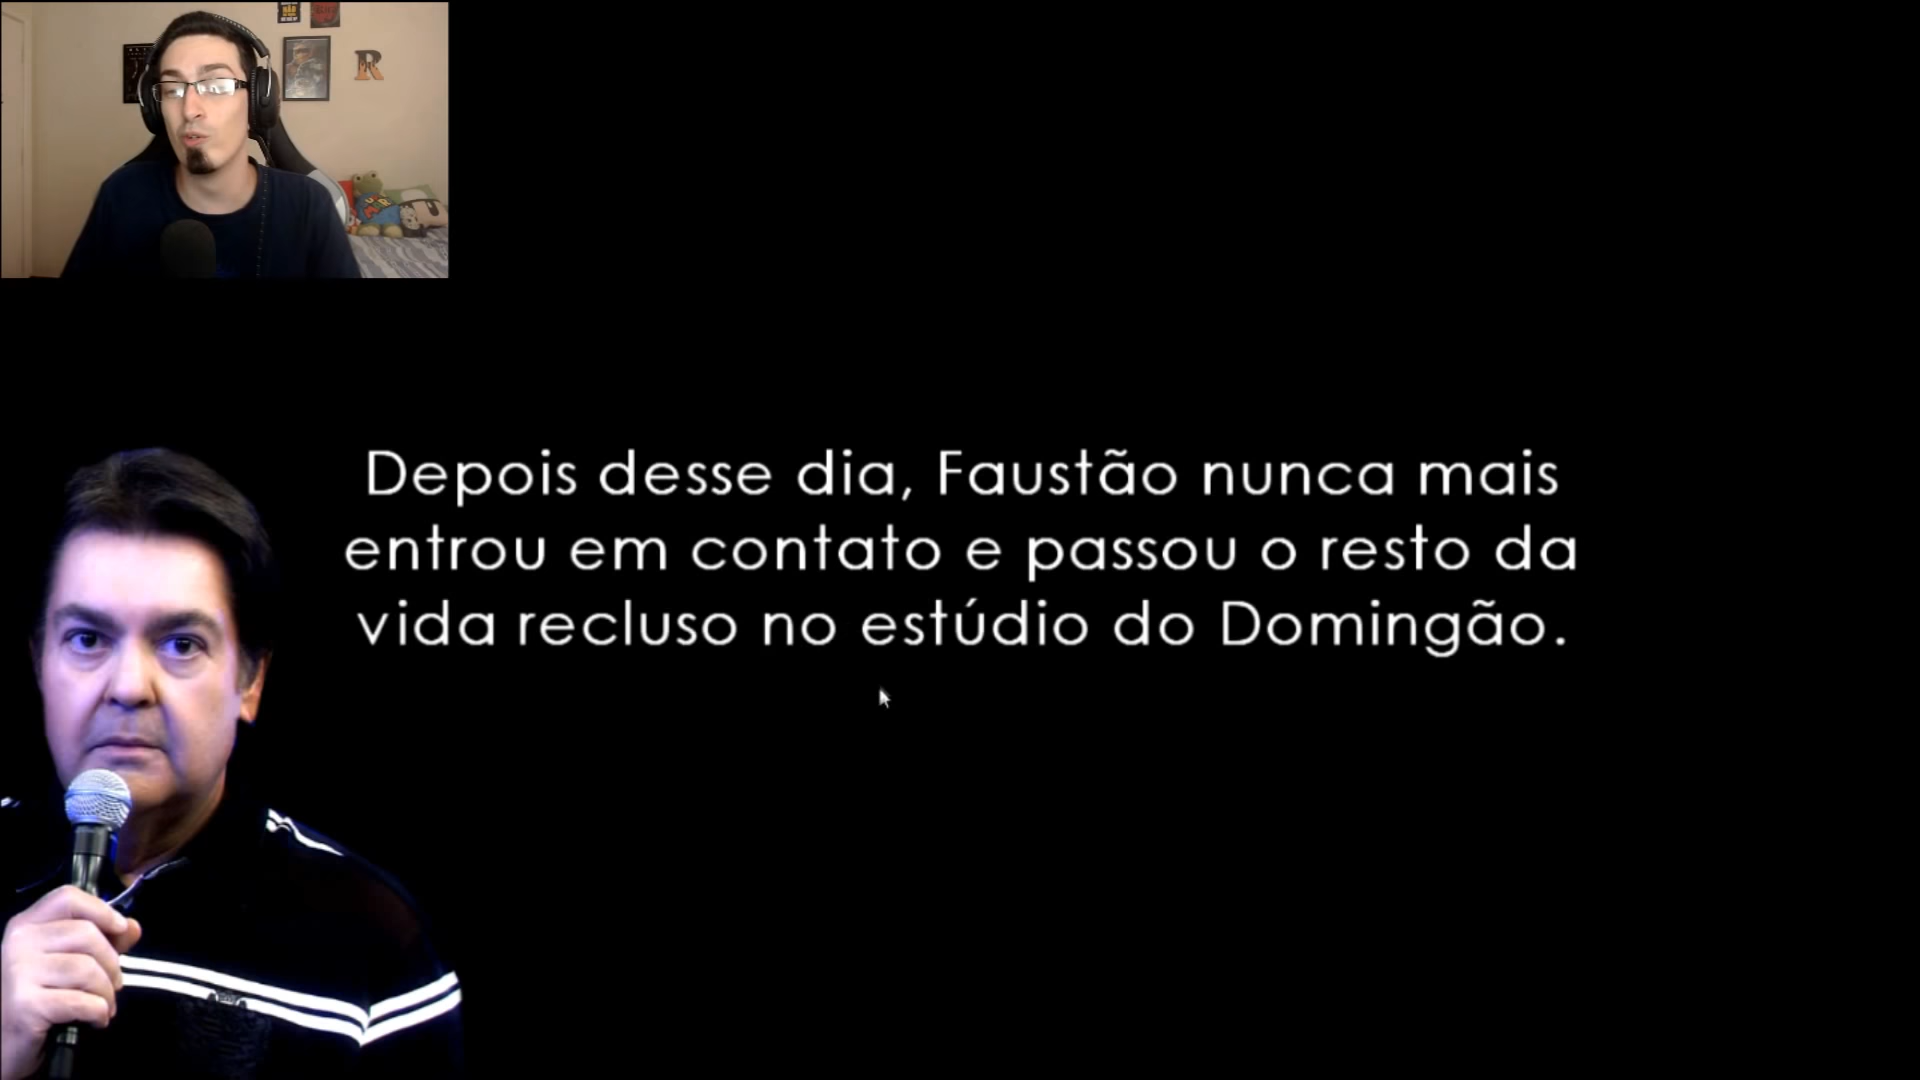 R
Depois desse dia, Faustão nunca mais
entrou em contato e passou o resto da
vida recluso no estúdio do Domingão.